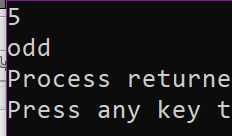 5
odd
Process returne
Press any key t